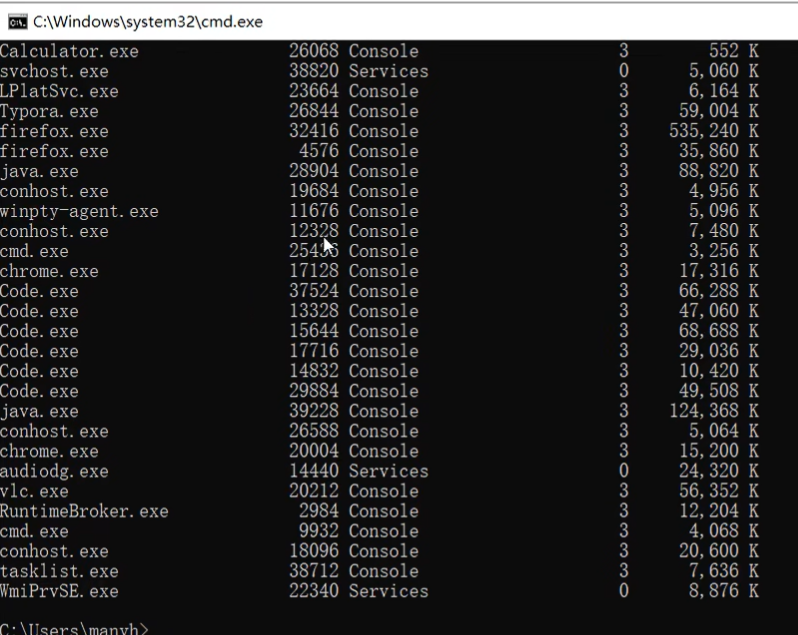 C:\Windows\system32\cmd.exe
Calculator.exe 26068 Console 3 552 K
svchost.exe 38820 Services 0 5,060 K
LPlatSvc.exe 23664 Console 3 6,164 K
Typora.exe 26844 Console 3 59,004 K
firefox.exe 32416 Console 3 535,240 K
firefox.exe 4576 Console 3 35,860 K
java.exe 28904 Console 3 88,820 K
conhost.exe 19684 Console 3 4,956 K
winpty-agent.exe 11676 Console 3 5,096 K
conhost.exe 12328 Console 3 7,480 K
cmd.exe 25436 Console 3 3,256 K
chrome.exe 17128 Console 3 17,316 K
Code.exe 37524 Console 3 66,288 K
Code.exe 13328 Console 3 47,060 K
Code.exe 15644 Console 3 68,688 K
Code.exe 17716 Console 3 29,036 K
Code.exe 14832 Console 3 10,420 K
Code.exe 29884 Console 3 49,508 K
java.exe 39228 Console 3 124,368 K
conhost.exe 26588 Console 3 5,064 K
chrome.exe 20004 Console 3 15,200 K
audiodg.exe 14440 Services 0 24,320 K
vlc.exe 20212 Console 3 56,352 K
RuntimeBroker.exe 2984 Console 3 12,204 K
cmd.exe 9932 Console 3 4,068 K
conhost.exe 18096 Console 3 20,600 K
tasklist.exe 38712 Console 3 7,636 K
WmiPrvSE.exe 22340 Services 0 8,876 K
C:\Users\manyh>